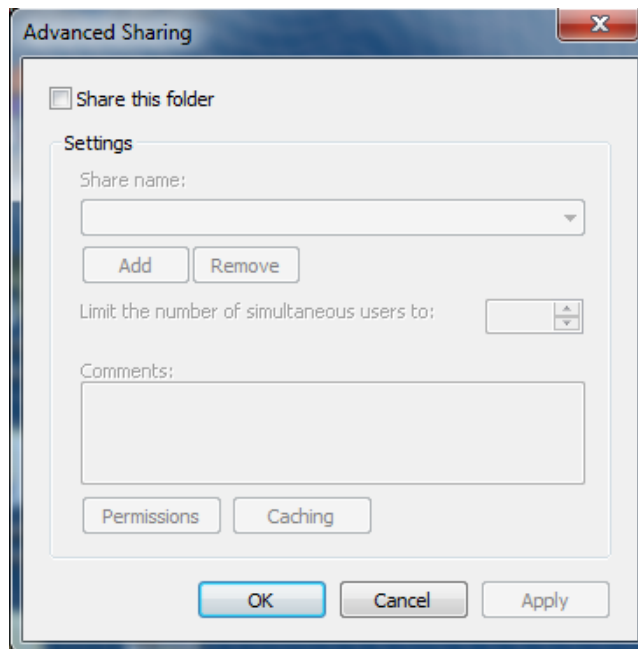 Advanced Sharing
Share this folder
Settings
Share name:
Add Remove
Limit the number of simultaneous users to:
Comments:
Permissions Caching
OK Cancel Apply